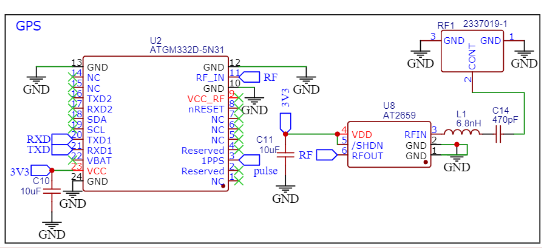 GPS
U2
ATGM332D-5N31
13 GND GND 12
14 NC RF_IN 11 RF
15 NC GND 10
16 TXD2 VCC_RF 9
17 RXD2 nRESET 8
18 SDA NC 7
19 SCL NC 6
RXD 20 TXD1 NC 5
TXD 21 RXD1 Reserved 4
22 VBAT 1PPS 3 pulse
3V3 23 VCC Reserved 2
24 GND NC 1
C10
10uF
GND
GND
GND
GND
GND
3V3
C11
10uF
GND
U8
AT2659
4 VDD RFIN 3
5 /SHDN GND 2
RF 6 RFOUT GND 1
GND
L1
6.8nH
C14
470pF
RF1 2337019-1
3 GND GND 1
CONT
2
GND
GND